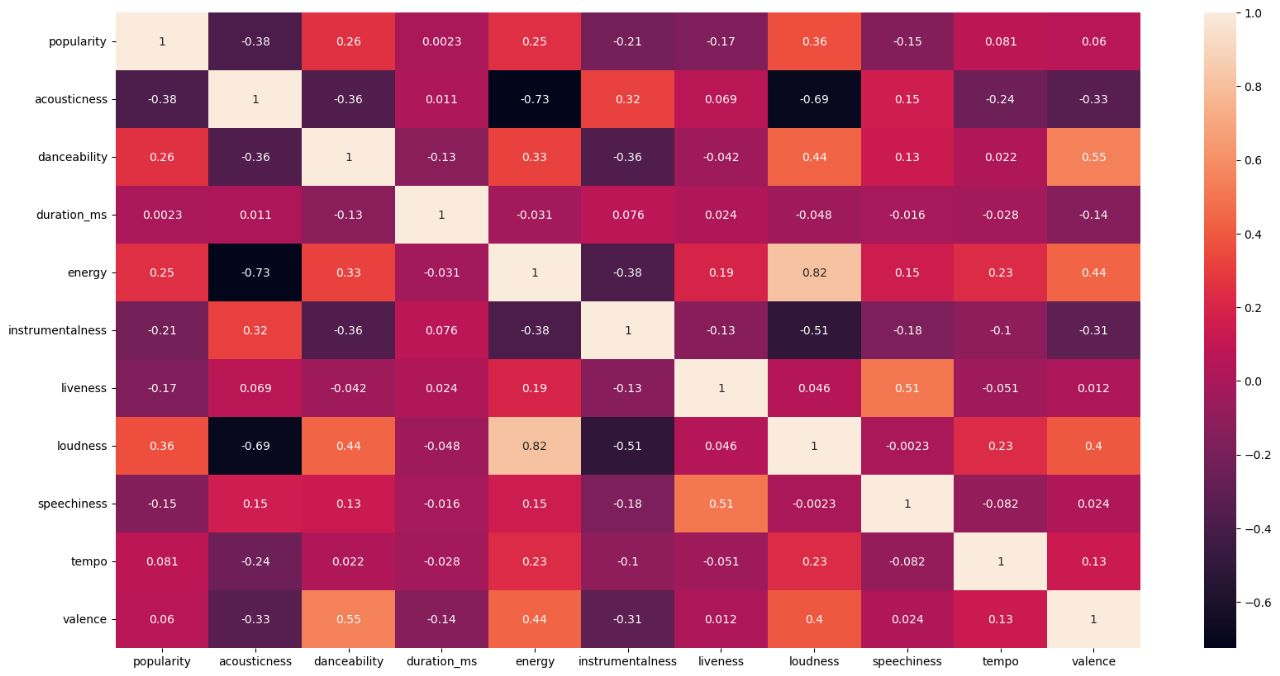 popularity 1 -0.38 0.26 0.0023 0.25 -0.21 -0.17 0.36 -0.15 0.081 0.06
acousticness -0.38 1 -0.36 0.011 -0.73 0.32 0.069 -0.69 0.15 -0.24 -0.33
danceability 0.26 -0.36 1 -0.13 0.33 -0.36 -0.042 0.44 0.13 0.022 0.55
duration_ms 0.0023 0.011 -0.13 1 -0.031 0.076 0.024 -0.048 -0.016 -0.028 -0.14
energy 0.25 -0.73 0.33 -0.031 1 -0.38 0.19 0.82 0.15 0.23 0.44
instrumentalness -0.21 0.32 -0.36 0.076 -0.38 1 -0.13 -0.51 -0.18 -0.1 -0.31
liveness -0.17 0.069 -0.042 0.024 0.19 -0.13 1 0.046 0.51 -0.051 0.012
loudness 0.36 -0.69 0.44 -0.048 0.82 -0.51 0.046 1 -0.0023 0.23 0.4
speechiness -0.15 0.15 0.13 -0.016 0.15 -0.18 0.51 -0.0023 1 -0.082 0.024
tempo 0.081 -0.24 0.022 -0.028 0.23 -0.1 -0.051 0.23 -0.082 1 0.13
valence 0.06 -0.33 0.55 -0.14 0.44 -0.31 0.012 0.4 0.024 0.13 1
popularity acousticness danceability duration_ms energy instrumentalness liveness loudness speechiness tempo valence
1.0
0.8
0.6
0.4
0.2
0.0
−0.2
−0.4
−0.6